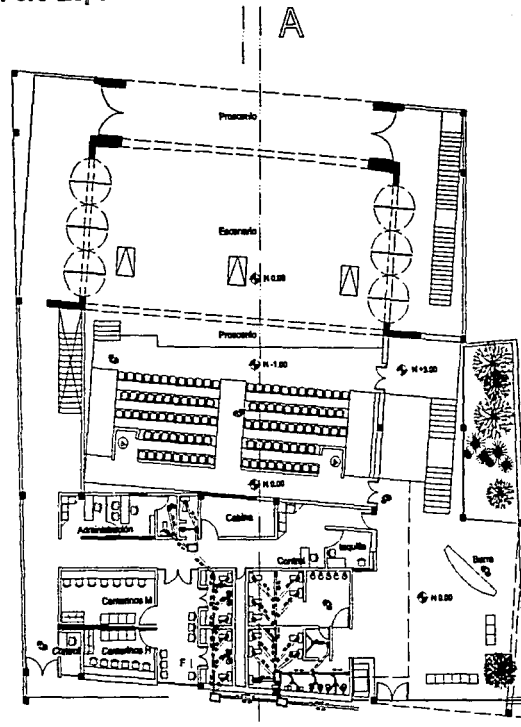 A
Proscenio
Escenario
N 0.00
Proscenio
N -1.00
N +3.00
N 0.00
Administración
Cabina
Control
taquilla
Barra
Camerinos M
N 0.00
Control
Camerinos H
F